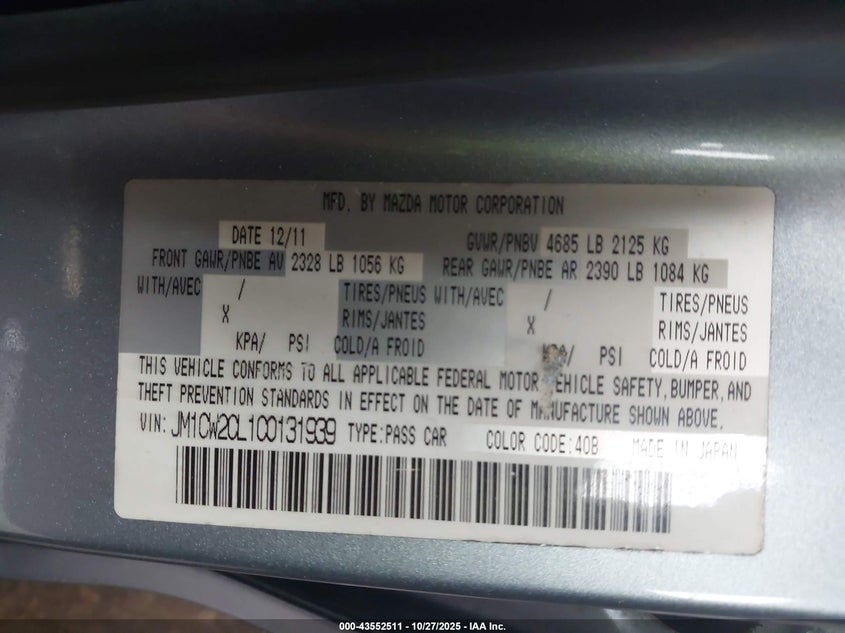 MFD. BY MAZDA MOTOR CORPORATION
DATE 12/11 GVWR/PNBV 4685 LB 2125 KG
FRONT GAWR/PNBE AV 2328 LB 1056 KG REAR GAWR/PNBE AR 2390 LB 1084 KG
WITH/AVEC / TIRES/PNEUS WITH/AVEC / TIRES/PNEUS
X RIMS/JANTES X RIMS/JANTES
KPA/ PSI COLD/A FROID KPA/ PSI COLD/A FROID
THIS VEHICLE CONFORMS TO ALL APPLICABLE FEDERAL MOTOR VEHICLE SAFETY, BUMPER, AND
THEFT PREVENTION STANDARDS IN EFFECT ON THE DATE OF MANUFACTURE SHOWN ABOVE.
VIN: JM1CW2CL1C0131939 TYPE:PASS CAR COLOR CODE:40B MADE IN JAPAN
000-43552511 - 10/27/2025 - IAA Inc.